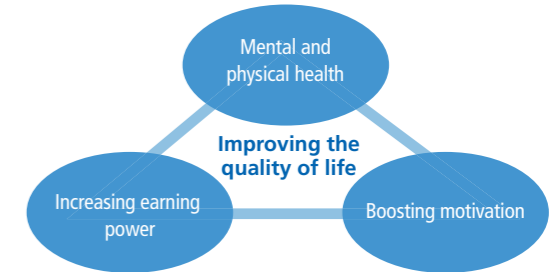 Mental and
physical health
Improving the
quality of life
Increasing earning
power
Boosting motivation